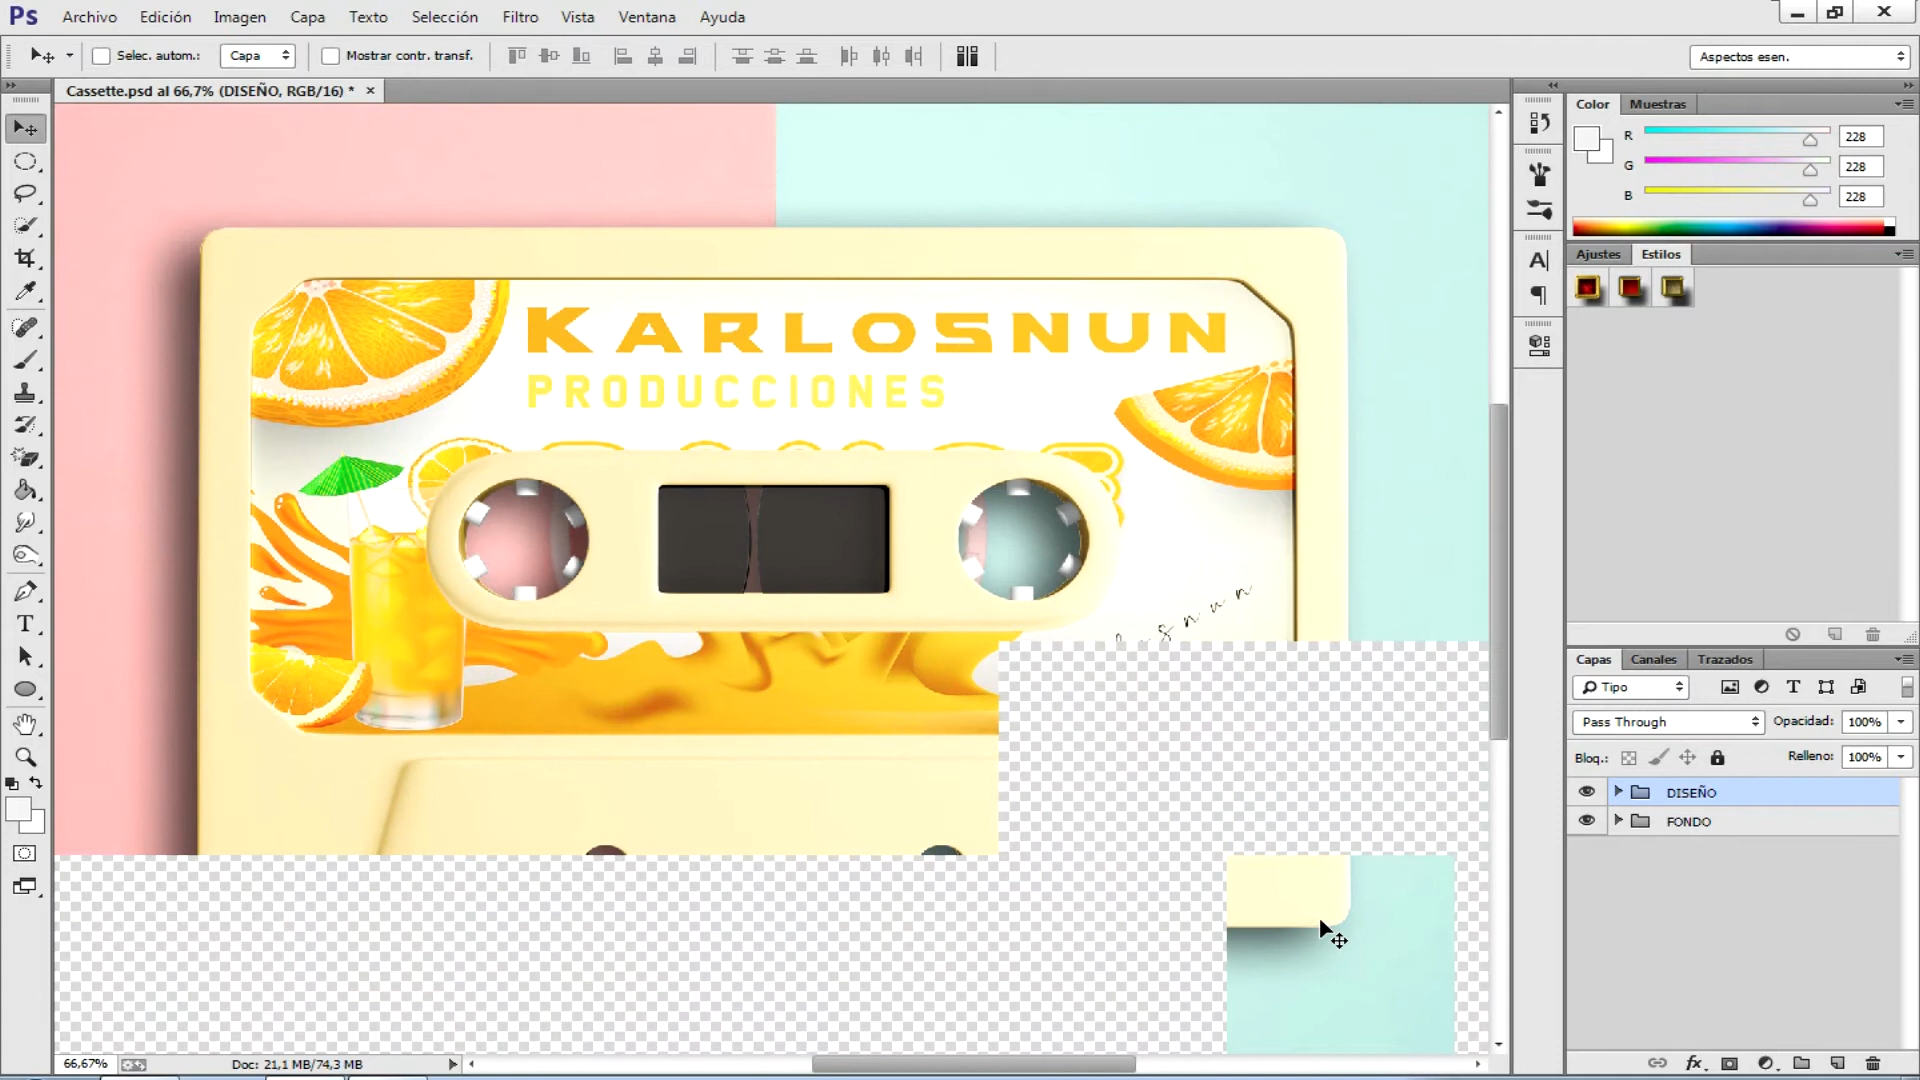 Ps Archivo Edición Imagen Capa Texto Selección Filtro Vista Ventana Ayuda
Selec. autom.: Capa Mostrar contr. transf. Aspectos esen.
Cassette.psd al 66,7% (DISEÑO, RGB/16) * ×
Color Muestras
R 228
G 228
B 228
Ajustes Estilos
KARLOSNUN
PRODUCCIONES
Capas Canales Trazados
Tipo
Pass Through Opacidad: 100%
Bloq.: Relleno: 100%
DISEÑO
FONDO
66,67% Doc: 21,1 MB/74,3 MB